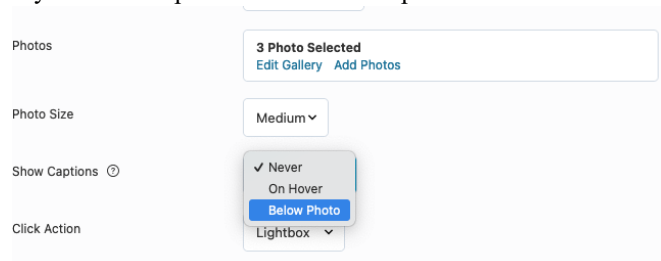 Photos
3 Photo Selected
Edit Gallery Add Photos
Photo Size
Medium
Show Captions ?
✓ Never
On Hover
Below Photo
Click Action
Lightbox